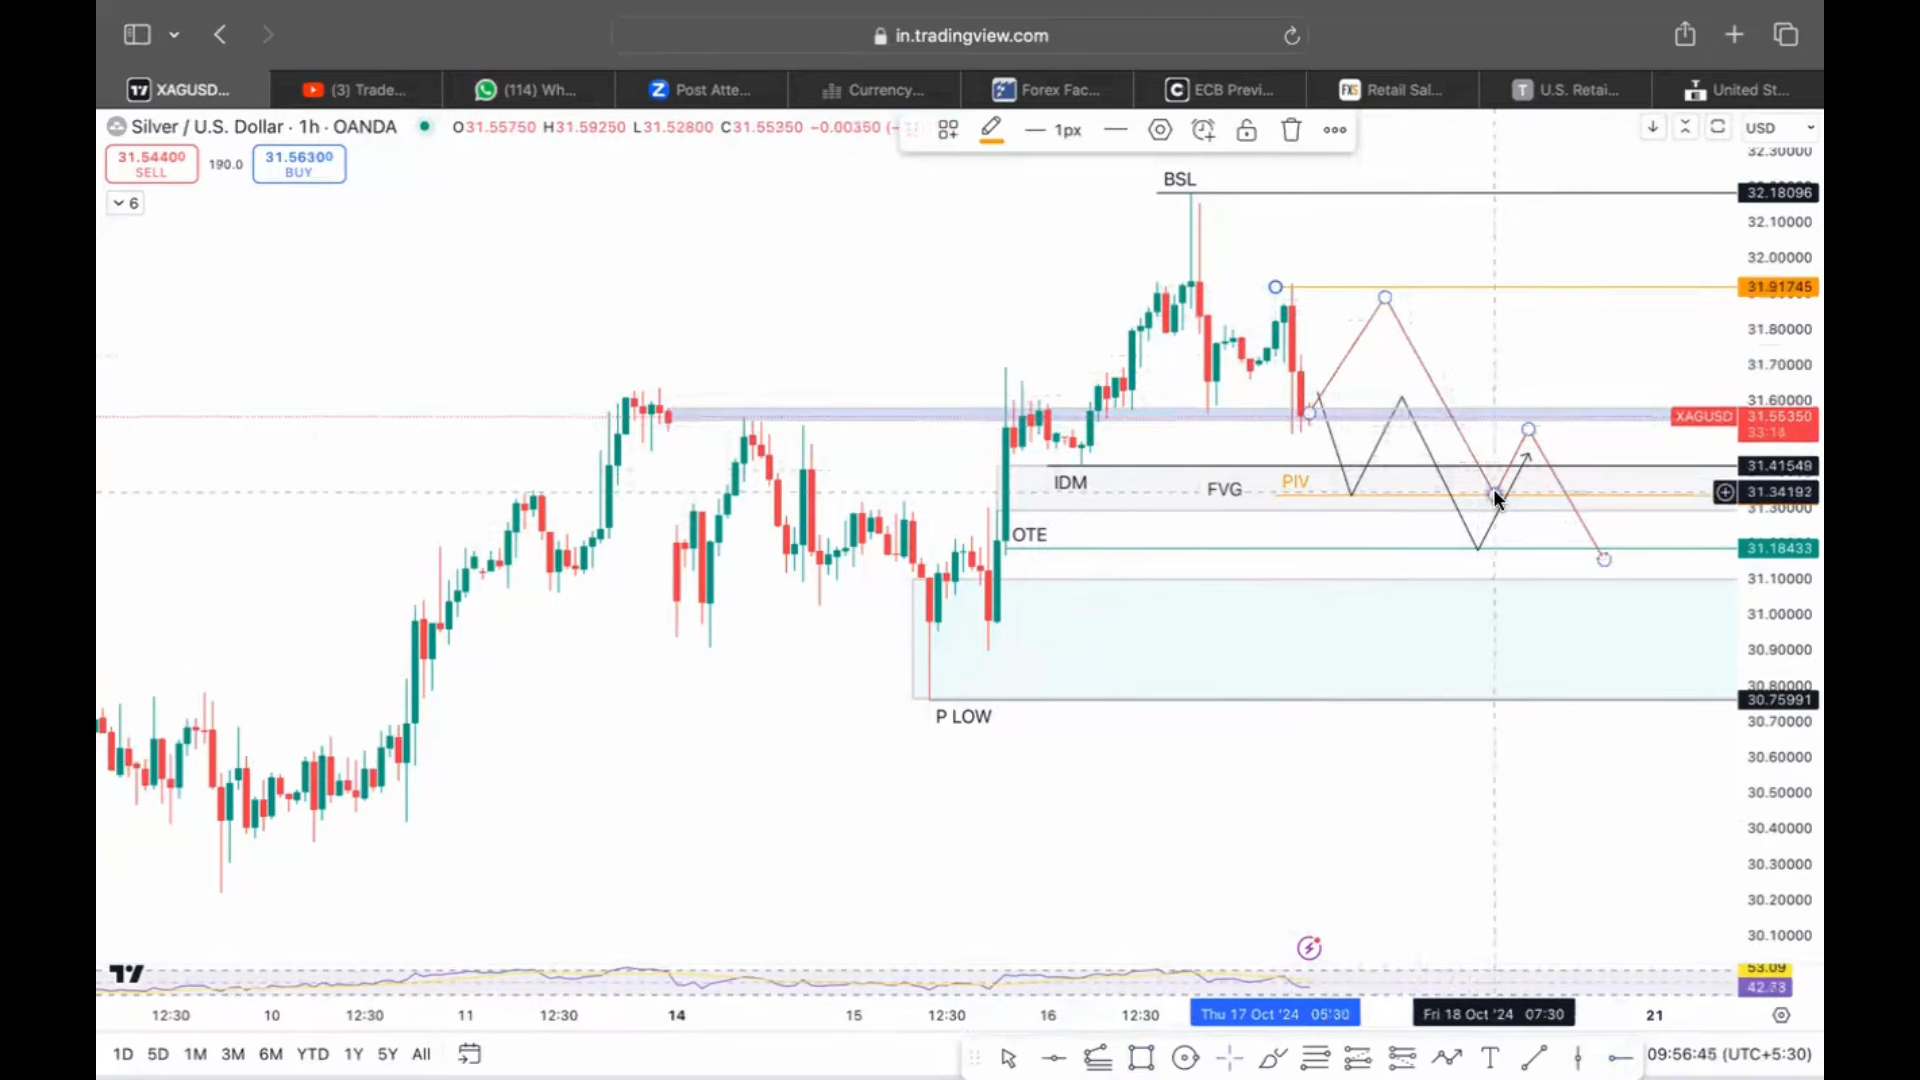 in.tradingview.com
XAGUSD...
(3) Trade...
(114) Wh...
Post Atte...
Currency...
Forex Fac...
ECB Previ...
Retail Sal...
U.S. Retai...
United St...
Silver / U.S. Dollar · 1h · OANDA
O31.55750 H31.59250 L31.52800 C31.55350 −0.00350 (−
1px
USD
31.54400
SELL
190.0
31.56300
BUY
6
BSL
IDM
FVG
PIV
OTE
P LOW
32.30000
32.18096
32.10000
32.00000
31.91745
31.80000
31.70000
31.60000
XAGUSD
31.55350
33:14
31.41549
31.34192
31.30000
31.18433
31.10000
31.00000
30.90000
30.80000
30.75991
30.70000
30.60000
30.50000
30.40000
30.30000
30.20000
30.10000
53.09
42.33
12:30
10
12:30
11
12:30
14
15
12:30
16
12:30
Thu 17 Oct '24 05:30
Fri 18 Oct '24 07:30
21
1D 5D 1M 3M 6M YTD 1Y 5Y All
09:56:45 (UTC+5:30)